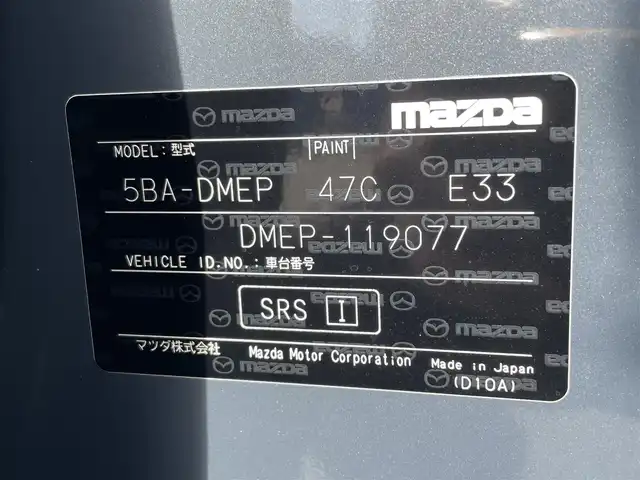 mazda
MODEL:型式 |PAINT|
5BA-DMEP 47C E33
DMEP-119077
VEHICLE ID.NO.:車台番号
SRS I
マツダ株式会社 Mazda Motor Corporation Made in Japan
(D10A)